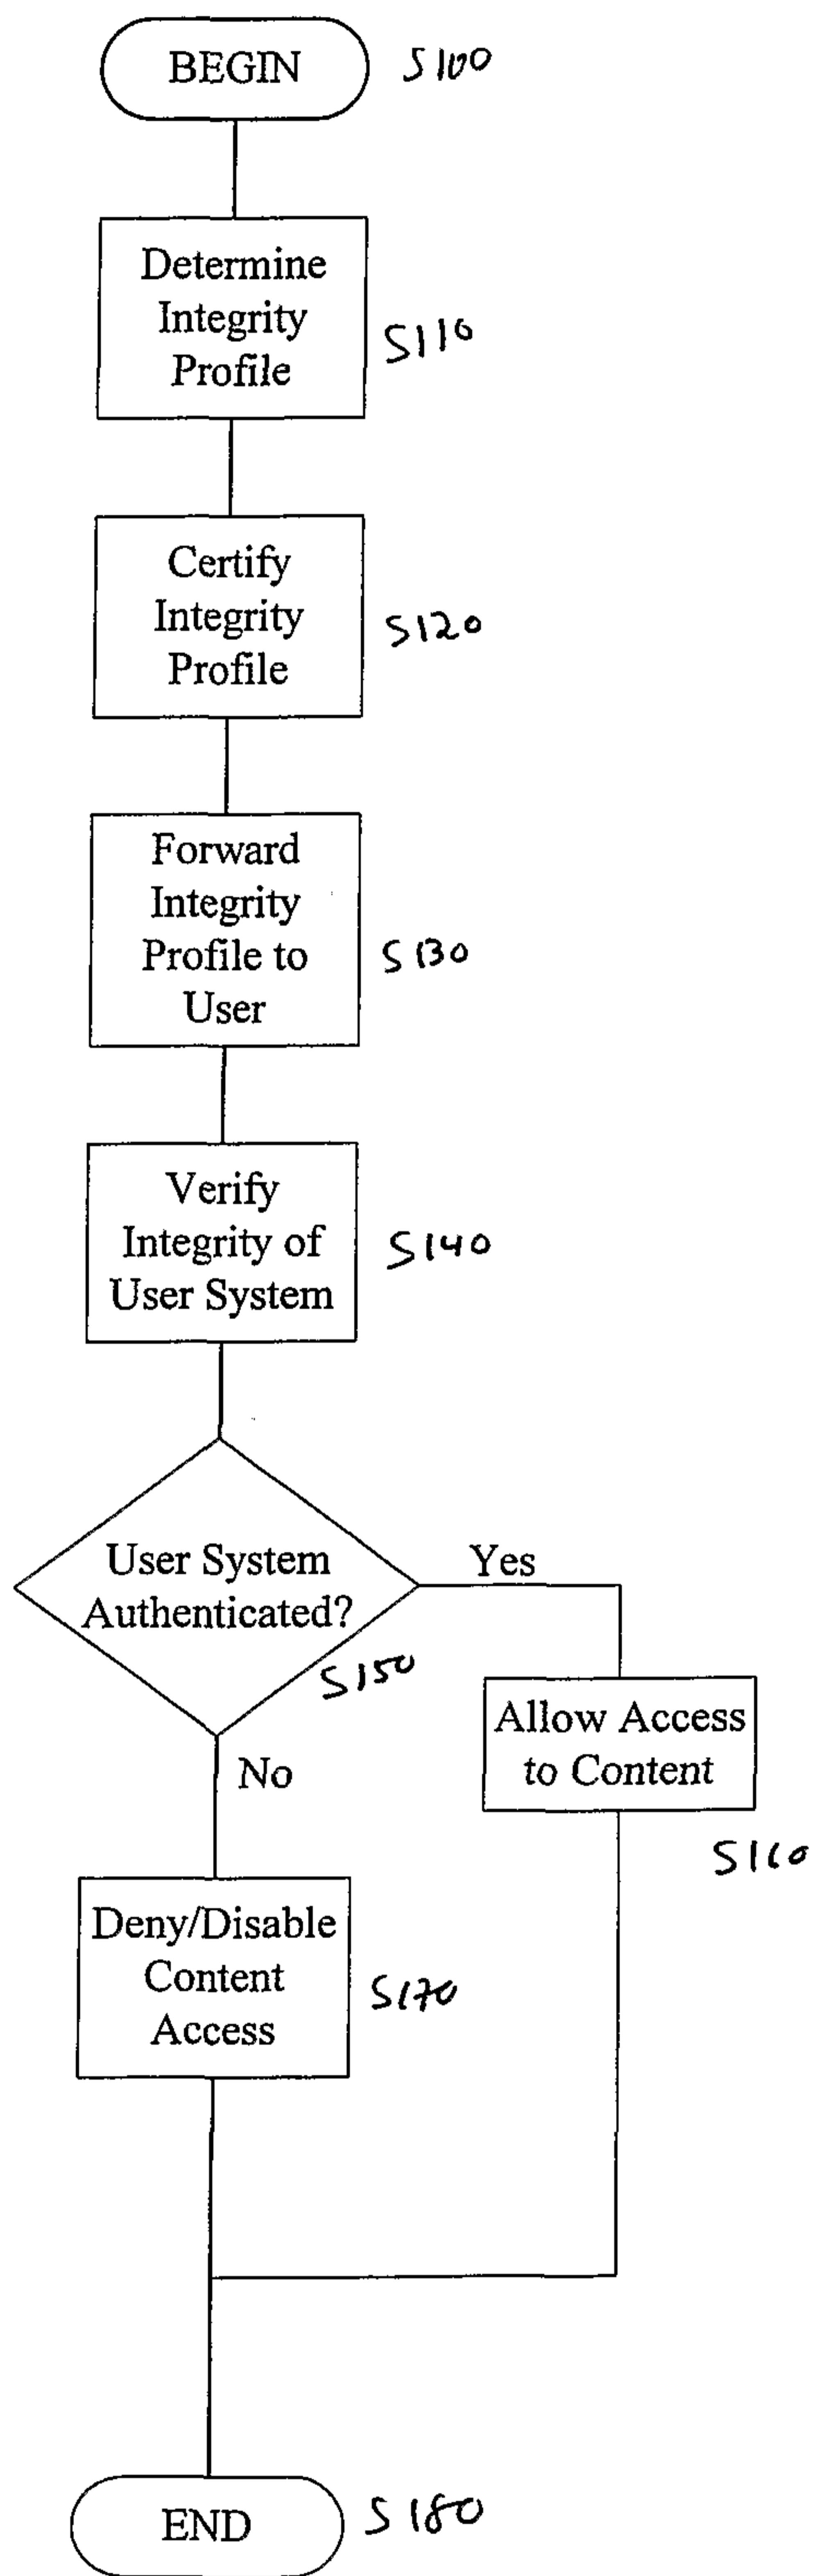 BEGIN
S100
Determine
Integrity
Profile
S110
Certify
Integrity
Profile
S120
Forward
Integrity
Profile to
User
S130
Verify
Integrity of
User System
S140
User System
Authenticated?
S150
Yes
No
Allow Access
to Content
S160
Deny/Disable
Content
Access
S170
END
S180